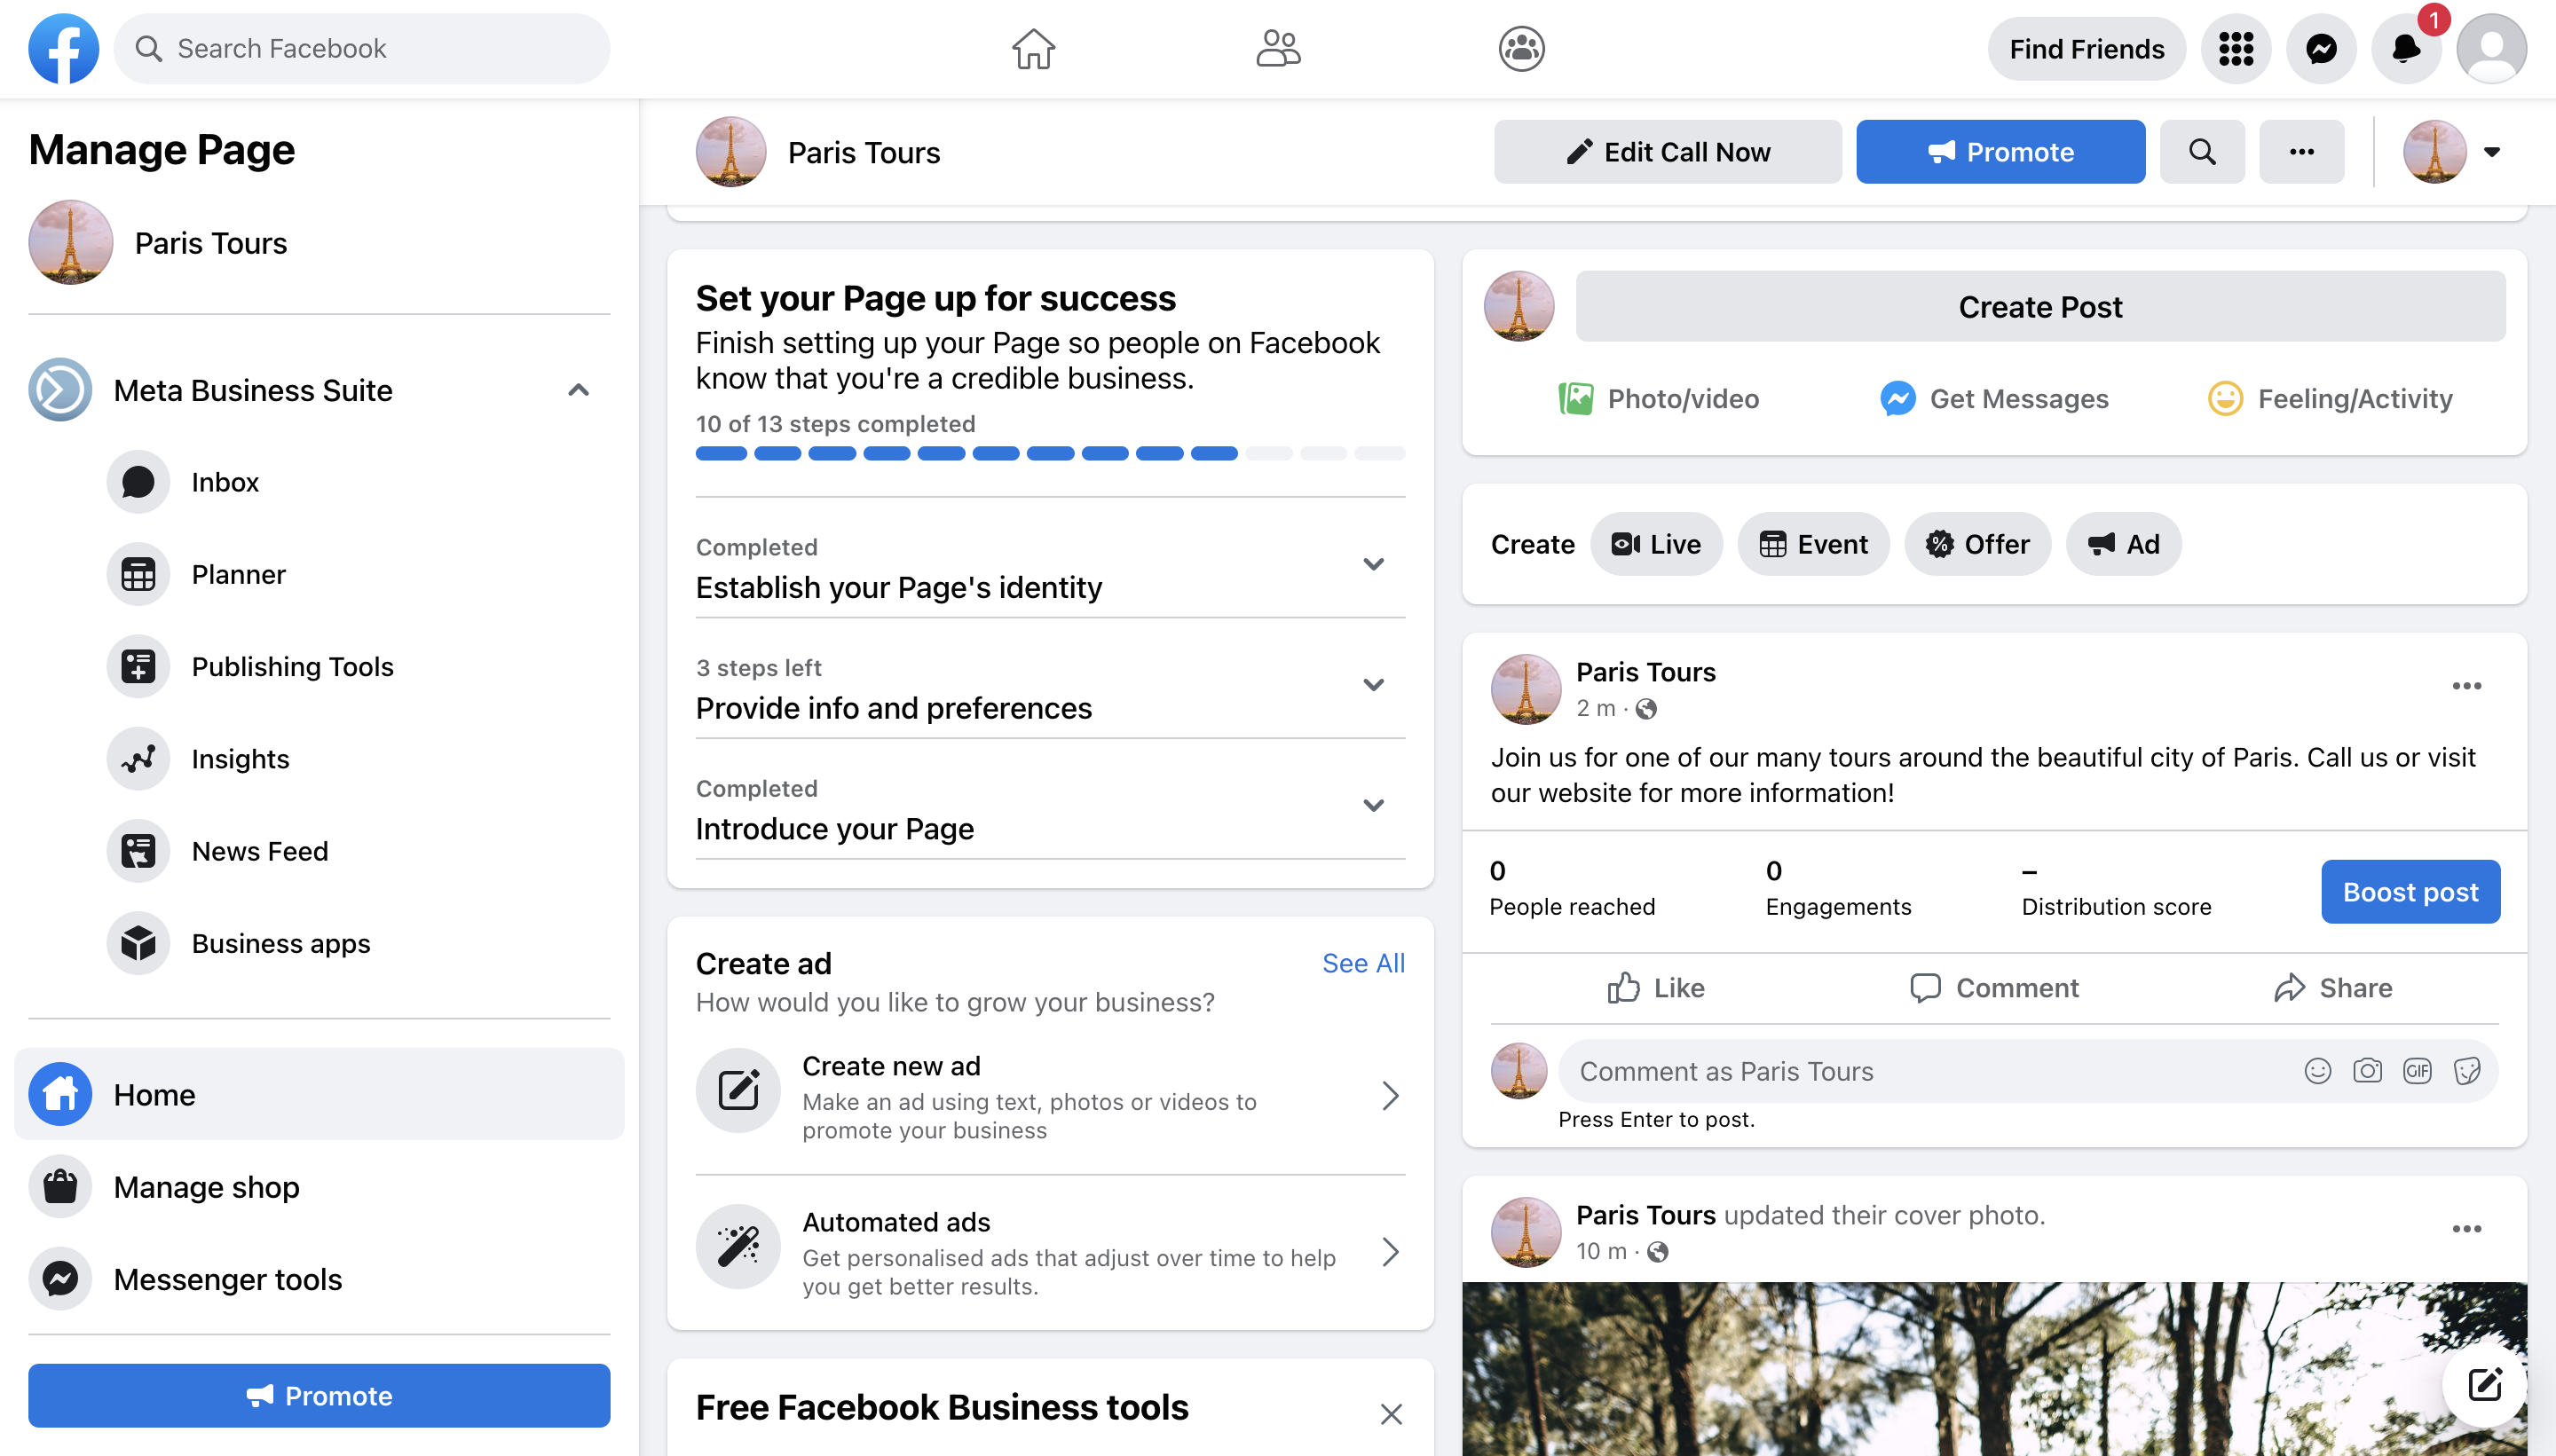 Search Facebook
Find Friends
1
Manage Page
Paris Tours
Meta Business Suite
Inbox
Planner
Publishing Tools
Insights
News Feed
Business apps
Home
Manage shop
Messenger tools
Promote
Paris Tours
Edit Call Now
Promote
Set your Page up for success
Finish setting up your Page so people on Facebook
know that you're a credible business.
10 of 13 steps completed
Completed
Establish your Page's identity
3 steps left
Provide info and preferences
Completed
Introduce your Page
Create ad
See All
How would you like to grow your business?
Create new ad
Make an ad using text, photos or videos to
promote your business
Automated ads
Get personalised ads that adjust over time to help
you get better results.
Free Facebook Business tools
Create Post
Photo/video
Get Messages
Feeling/Activity
Create
Live
Event
Offer
Ad
Paris Tours
2 m ·
Join us for one of our many tours around the beautiful city of Paris. Call us or visit
our website for more information!
0
People reached
0
Engagements
–
Distribution score
Boost post
Like
Comment
Share
Comment as Paris Tours
GIF
Press Enter to post.
Paris Tours updated their cover photo.
10 m ·